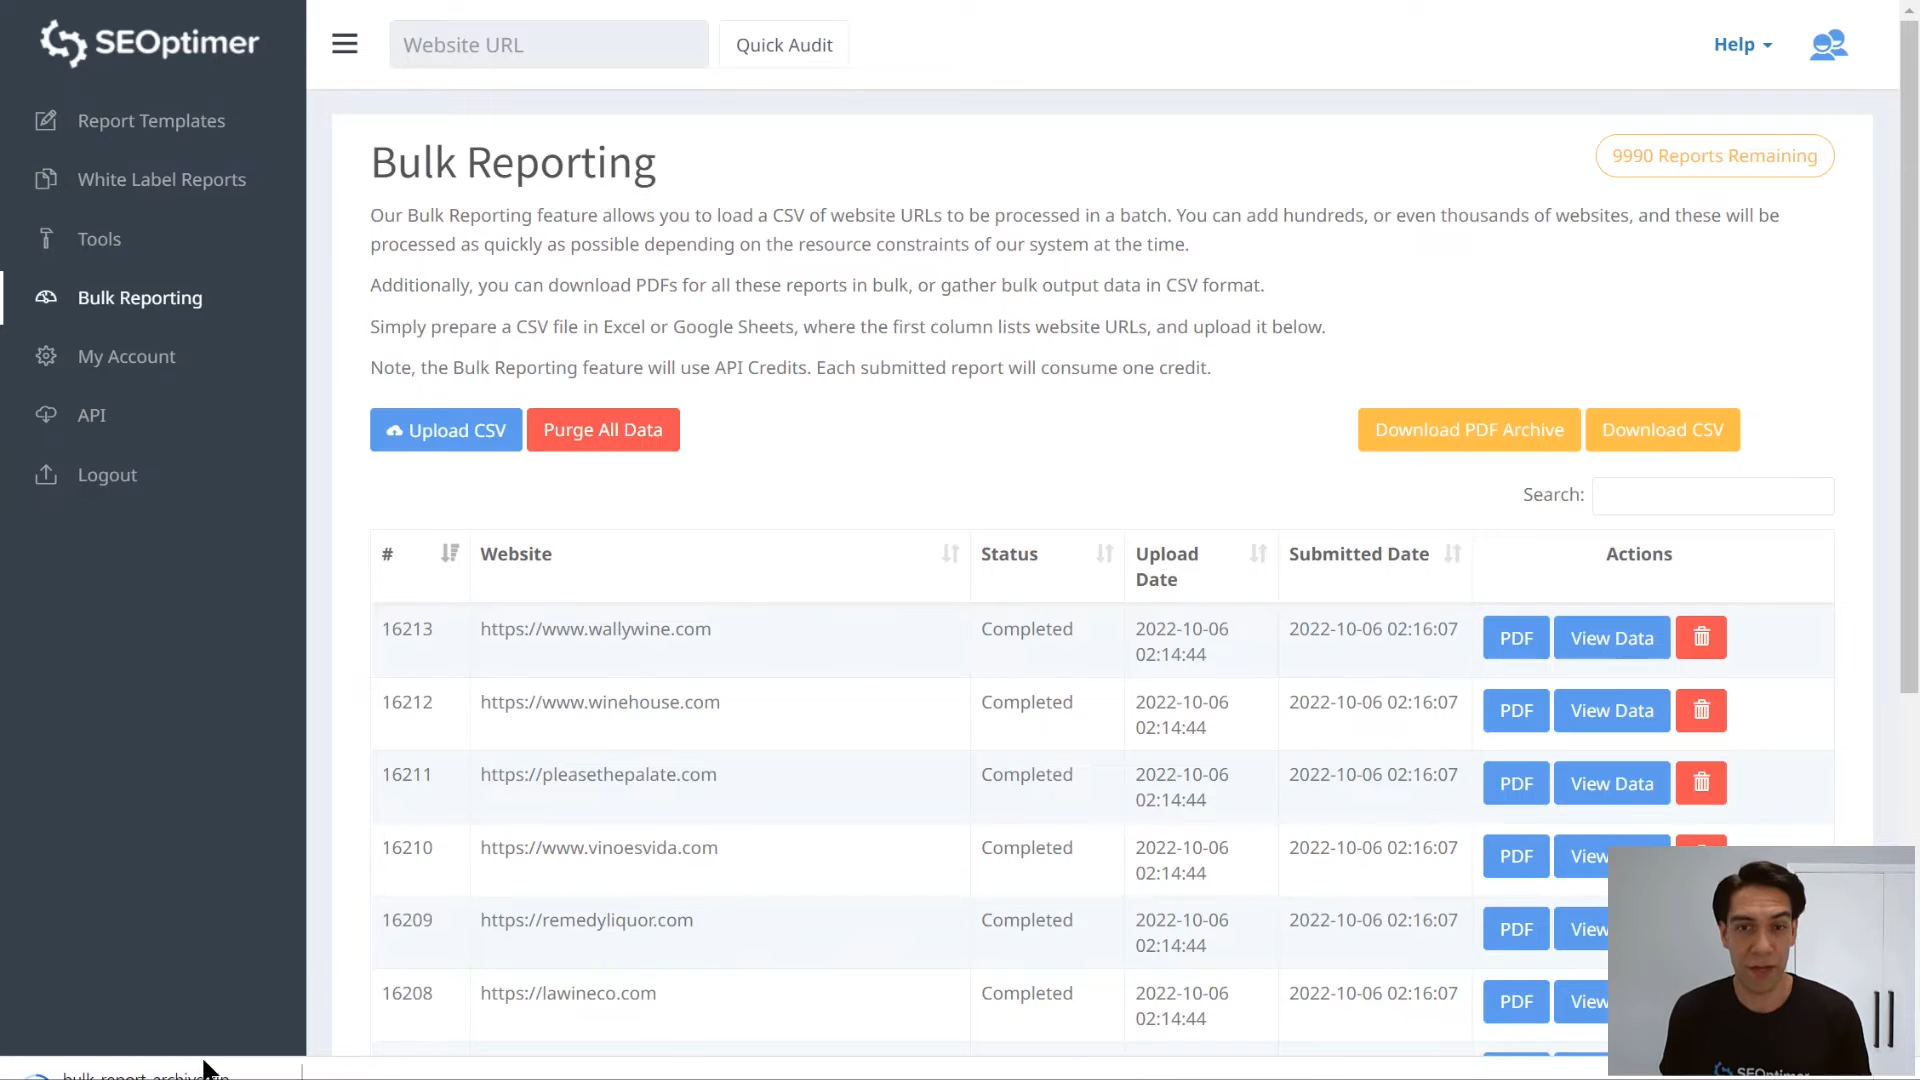 SEOptimer
Website URL
Quick Audit
Help
Report Templates
White Label Reports
Tools
Bulk Reporting
My Account
API
Logout
Bulk Reporting
9990 Reports Remaining
Our Bulk Reporting feature allows you to load a CSV of website URLs to be processed in a batch. You can add hundreds, or even thousands of websites, and these will be
processed as quickly as possible depending on the resource constraints of our system at the time.
Additionally, you can download PDFs for all these reports in bulk, or gather bulk output data in CSV format.
Simply prepare a CSV file in Excel or Google Sheets, where the first column lists website URLs, and upload it below.
Note, the Bulk Reporting feature will use API Credits. Each submitted report will consume one credit.
Upload CSV
Purge All Data
Download PDF Archive
Download CSV
Search:
# Website Status Upload Date Submitted Date Actions
16213 https://www.wallywine.com Completed 2022-10-06 02:14:44 2022-10-06 02:16:07 PDF View Data
16212 https://www.winehouse.com Completed 2022-10-06 02:14:44 2022-10-06 02:16:07 PDF View Data
16211 https://pleasethepalate.com Completed 2022-10-06 02:14:44 2022-10-06 02:16:07 PDF View Data
16210 https://www.vinoesvida.com Completed 2022-10-06 02:14:44 2022-10-06 02:16:07 PDF View
16209 https://remedyliquor.com Completed 2022-10-06 02:14:44 2022-10-06 02:16:07 PDF View
16208 https://lawineco.com Completed 2022-10-06 02:14:44 2022-10-06 02:16:07 PDF View
SEOptimer